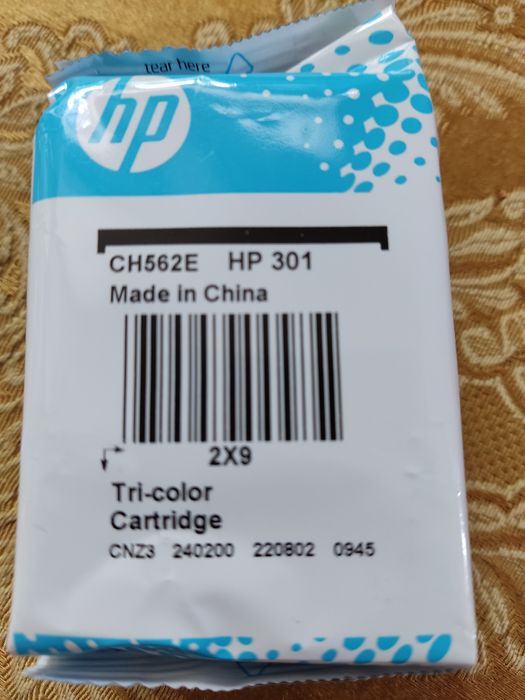 tear here
hp
CH562E HP 301
Made in China
2X9
Tri-color
Cartridge
CNZ3 240200 220802 0945